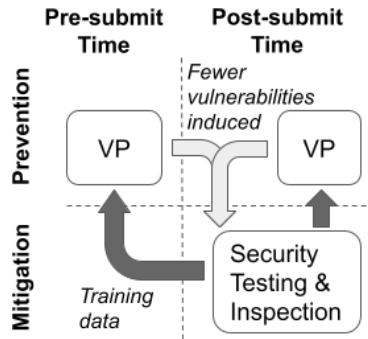 Pre-submit
Time
Post-submit
Time
Prevention
VP
Fewer
vulnerabilities
induced
VP
Mitigation
Training
data
Security
Testing &
Inspection